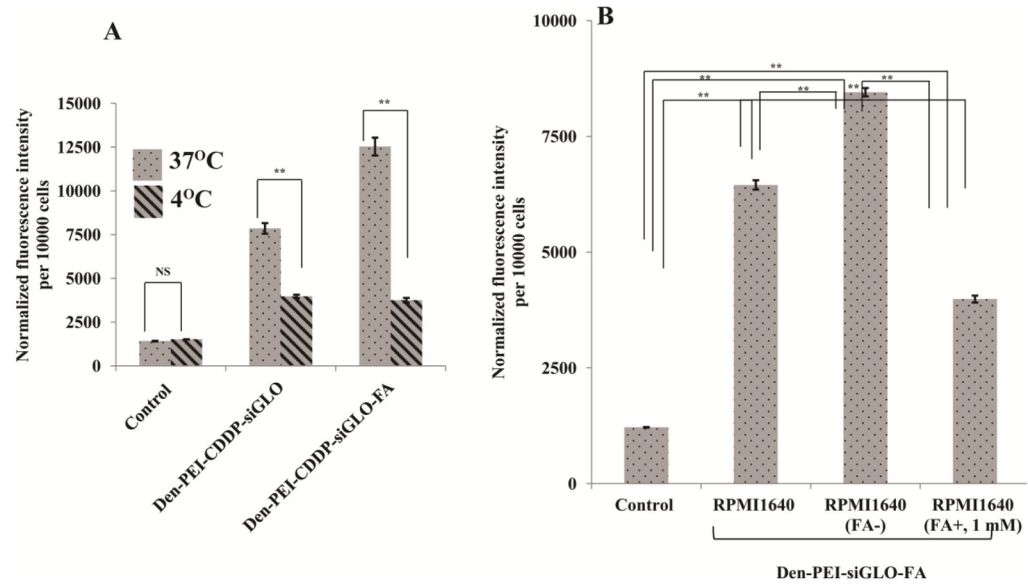 A
Normalized fluorescence intensity
per 10000 cells
15000
12500
10000
7500
5000
2500
0
37⁰C
4⁰C
NS
**
**
Control
Den-PEI-CDDP-siGLO
Den-PEI-CDDP-siGLO-FA
B
Normalized fluorescence intensity
per 10000 cells
10000
7500
5000
2500
0
**
**
**
**
**
**
Control
RPMI1640
RPMI1640
(FA-)
RPMI1640
(FA+, 1 mM)
Den-PEI-siGLO-FA